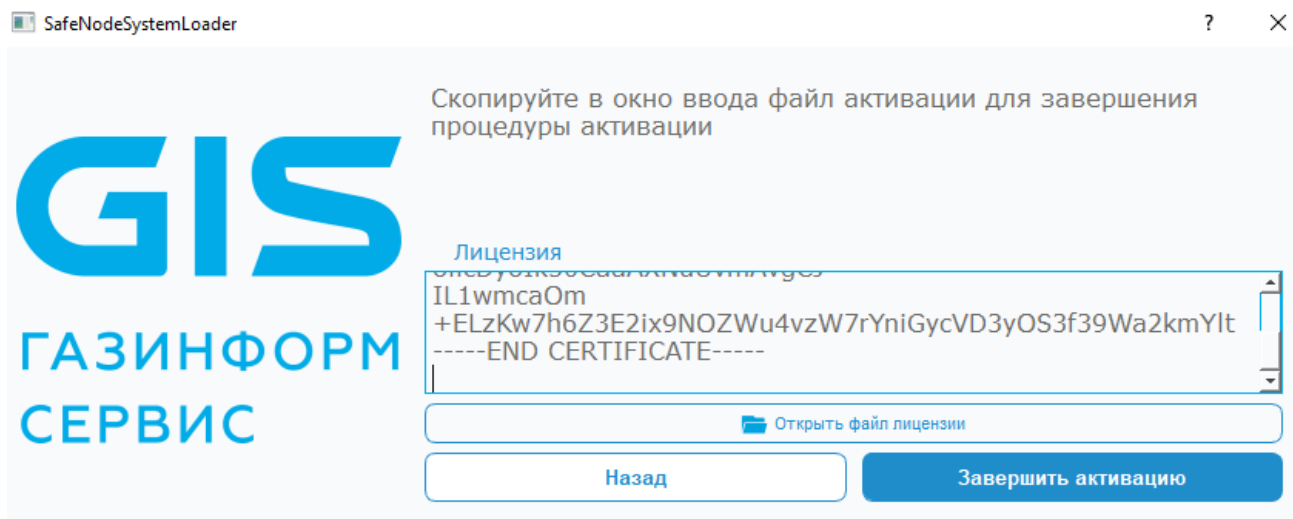 SafeNodeSystemLoader
?
GIS
ГАЗИНФОРМ
СЕРВИС
Скопируйте в окно ввода файл активации для завершения
процедуры активации
Лицензия
IL1wmcaOm
+ELzKw7h6Z3E2ix9NOZWu4vzW7rYniGycVD3yOS3f39Wa2kmYlt
-----END CERTIFICATE-----
Открыть файл лицензии
Назад
Завершить активацию